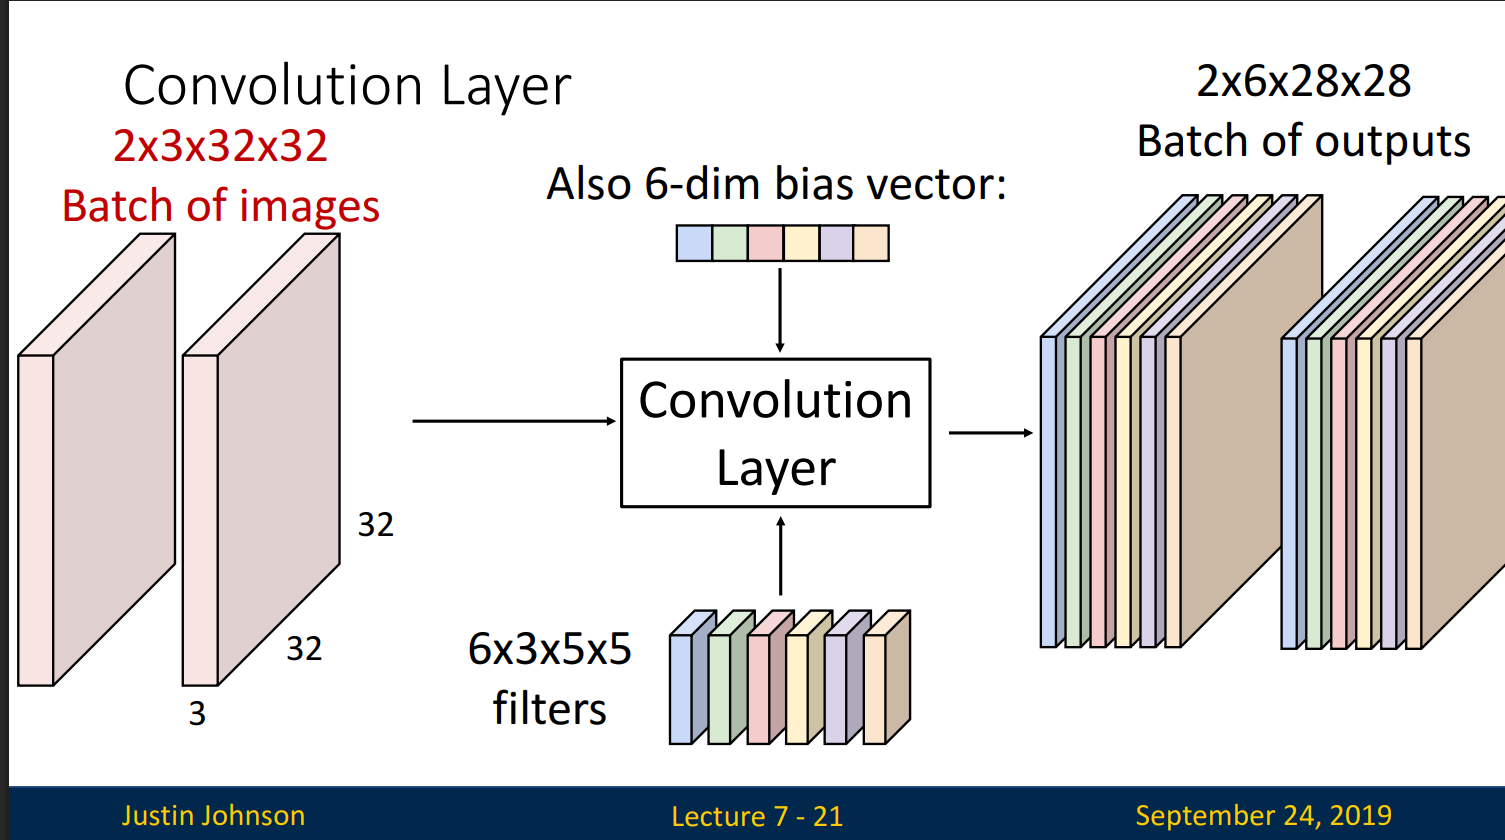 Convolution Layer
2x3x32x32
Batch of images
32
32
3
Also 6-dim bias vector:
Convolution
Layer
6x3x5x5
filters
2x6x28x28
Batch of outputs
Justin Johnson
Lecture 7 - 21
September 24, 2019